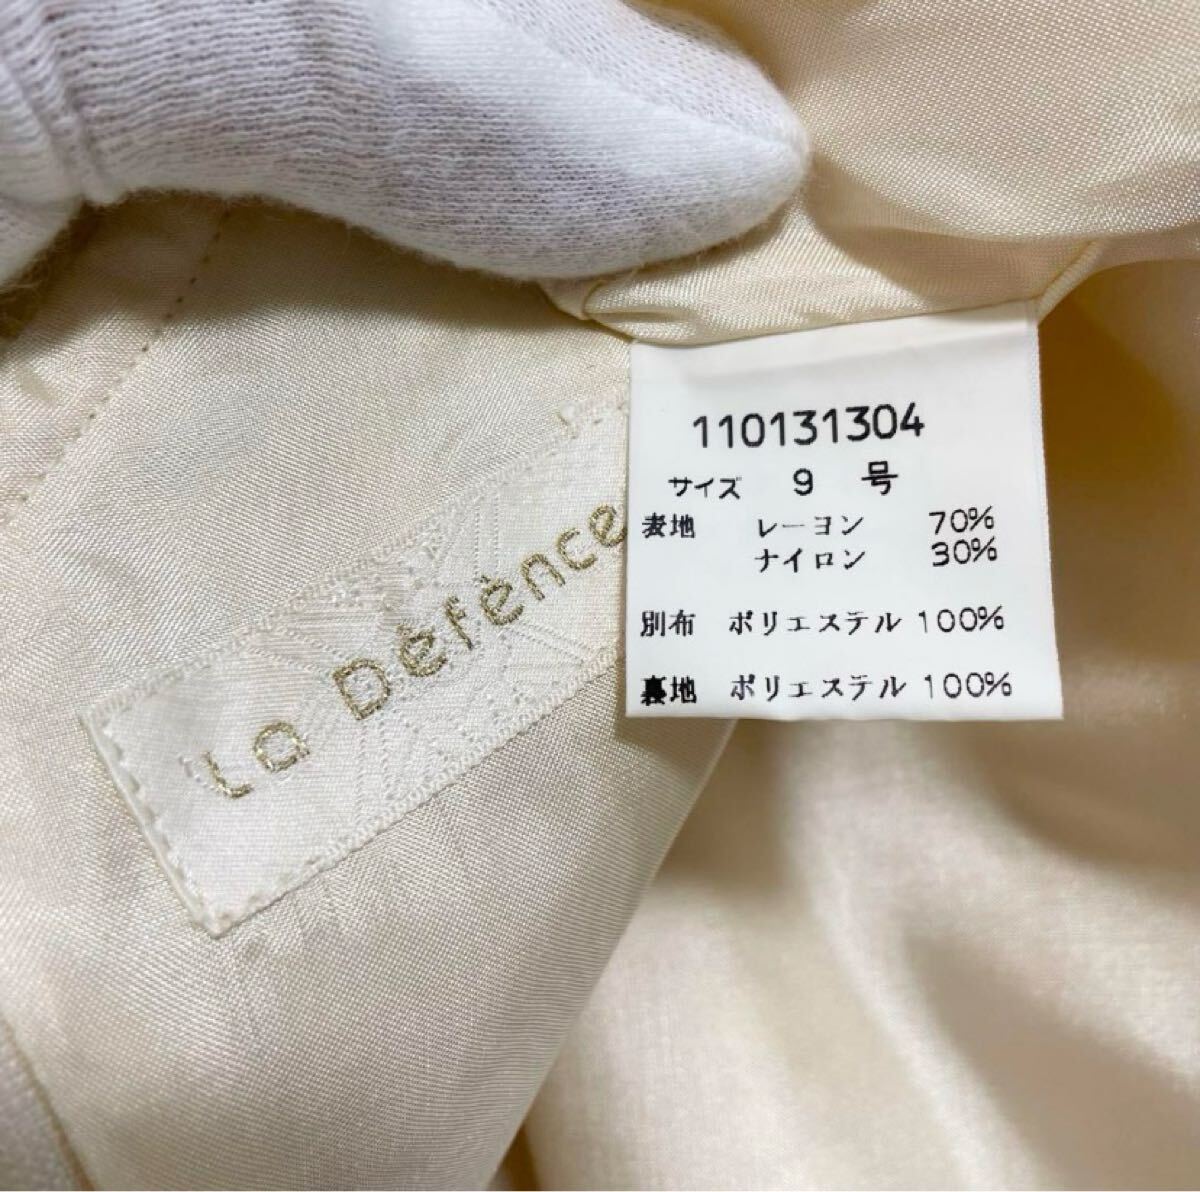 La Défènce
110131304
サイズ 9 号
表地 レーヨン 70%
ナイロン 30%
別布 ポリエステル 100%
裏地 ポリエステル 100%